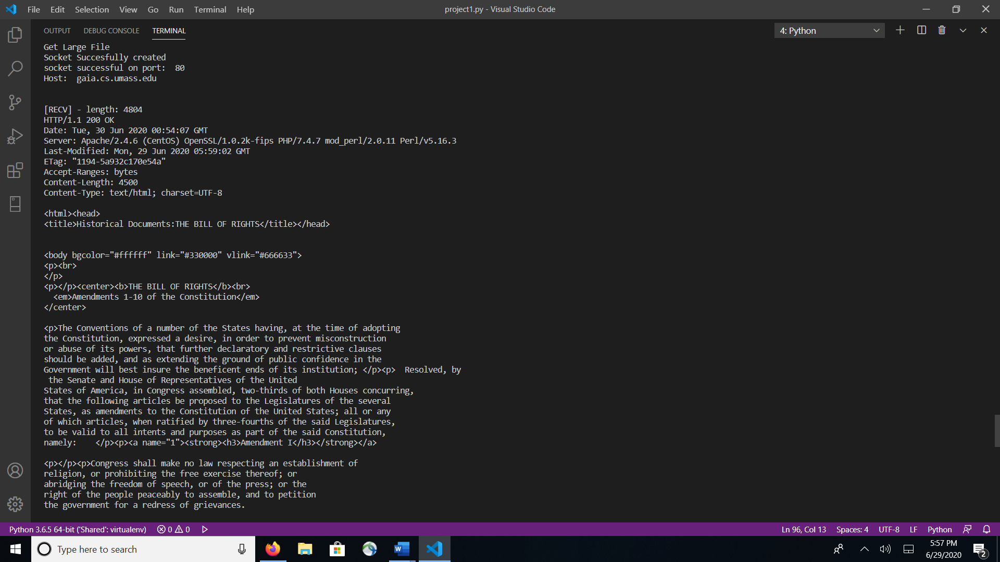 File Edit Selection View Go Run Terminal Help project1.py - Visual Studio Code
OUTPUT DEBUG CONSOLE TERMINAL 4: Python
Get Large File
Socket Succesfully created
socket successful on port:  80
Host:  gaia.cs.umass.edu
[RECV] - length: 4804
HTTP/1.1 200 OK
Date: Tue, 30 Jun 2020 00:54:07 GMT
Server: Apache/2.4.6 (CentOS) OpenSSL/1.0.2k-fips PHP/7.4.7 mod_perl/2.0.11 Perl/v5.16.3
Last-Modified: Mon, 29 Jun 2020 05:59:02 GMT
ETag: "1194-5a932c170e54a"
Accept-Ranges: bytes
Content-Length: 4500
Content-Type: text/html; charset=UTF-8
<html><head>
<title>Historical Documents:THE BILL OF RIGHTS</title></head>
<body bgcolor="#ffffff" link="#330000" vlink="#666633">
<p><br>
</p>
<p></p><center><b>THE BILL OF RIGHTS</b><br>
  <em>Amendments 1-10 of the Constitution</em>
</center>
<p>The Conventions of a number of the States having, at the time of adopting
the Constitution, expressed a desire, in order to prevent misconstruction
or abuse of its powers, that further declaratory and restrictive clauses
should be added, and as extending the ground of public confidence in the
Government will best insure the beneficent ends of its institution; </p><p>  Resolved, by
 the Senate and House of Representatives of the United
States of America, in Congress assembled, two-thirds of both Houses concurring,
that the following articles be proposed to the Legislatures of the several
States, as amendments to the Constitution of the United States; all or any
of which articles, when ratified by three-fourths of the said Legislatures,
to be valid to all intents and purposes as part of the said Constitution,
namely:    </p><p><a name="1"><strong><h3>Amendment I</h3></strong></a>
<p></p><p>Congress shall make no law respecting an establishment of
religion, or prohibiting the free exercise thereof; or
abridging the freedom of speech, or of the press; or the
right of the people peaceably to assemble, and to petition
the government for a redress of grievances.
Python 3.6.5 64-bit ('Shared': virtualenv) 0 0 Ln 96, Col 13 Spaces: 4 UTF-8 LF Python
Type here to search 5:57 PM
6/29/2020 2